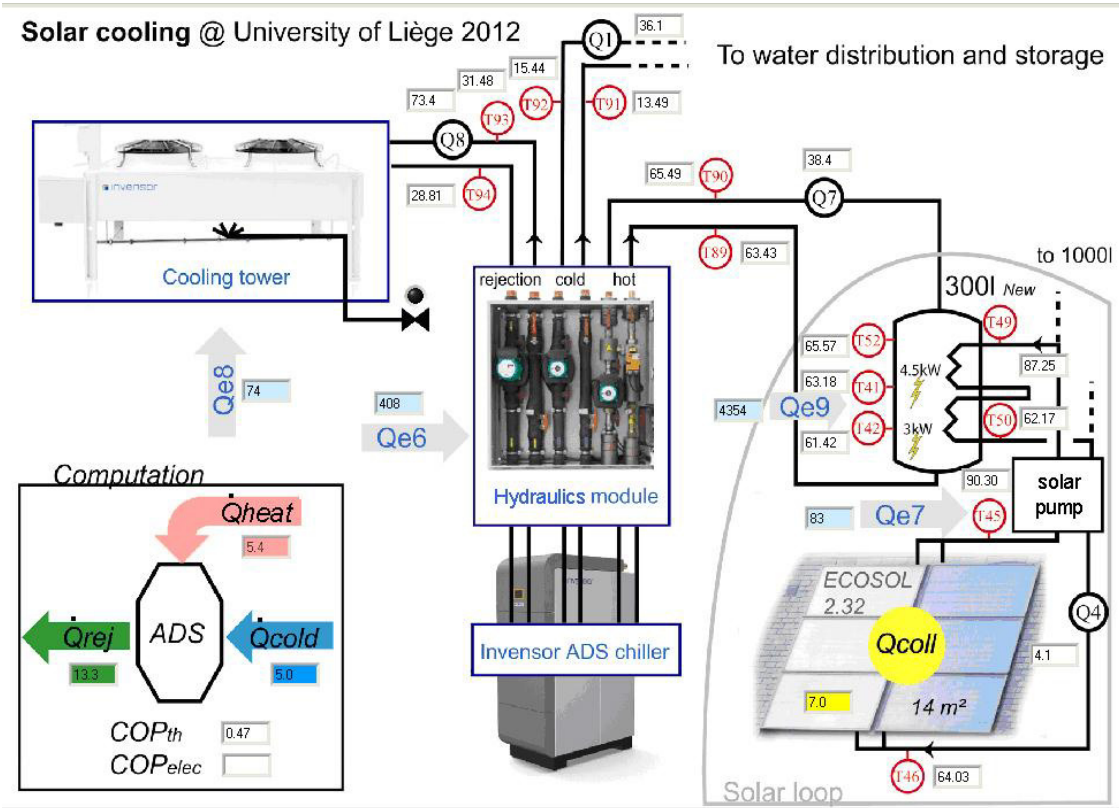 Solar cooling @ University of Liège 2012
36.1
Q1
To water distribution and storage
15.44
31.48
73.4
T92
T91
13.49
T93
Q8
invensor
28.81
T94
Cooling tower
38.4
65.49
T90
Q7
T89
63.43
rejection cold hot
to 1000l
300l New
T49
65.57
T52
87.25
4.5kW
63.18
T41
Qe8
74
408
Qe6
4354
Qe9
61.42
T42
3kW
T50
62.17
Hydraulics module
90.30
solar
pump
83
Qe7
T45
Computation
Qheat
5.4
ADS
Qrej
13.3
Qcold
5.0
COPth
0.47
COPelec
Invensor ADS chiller
ECOSOL
2.32
Qcoll
7.0
14 m²
Q4
4.1
T46
64.03
Solar loop